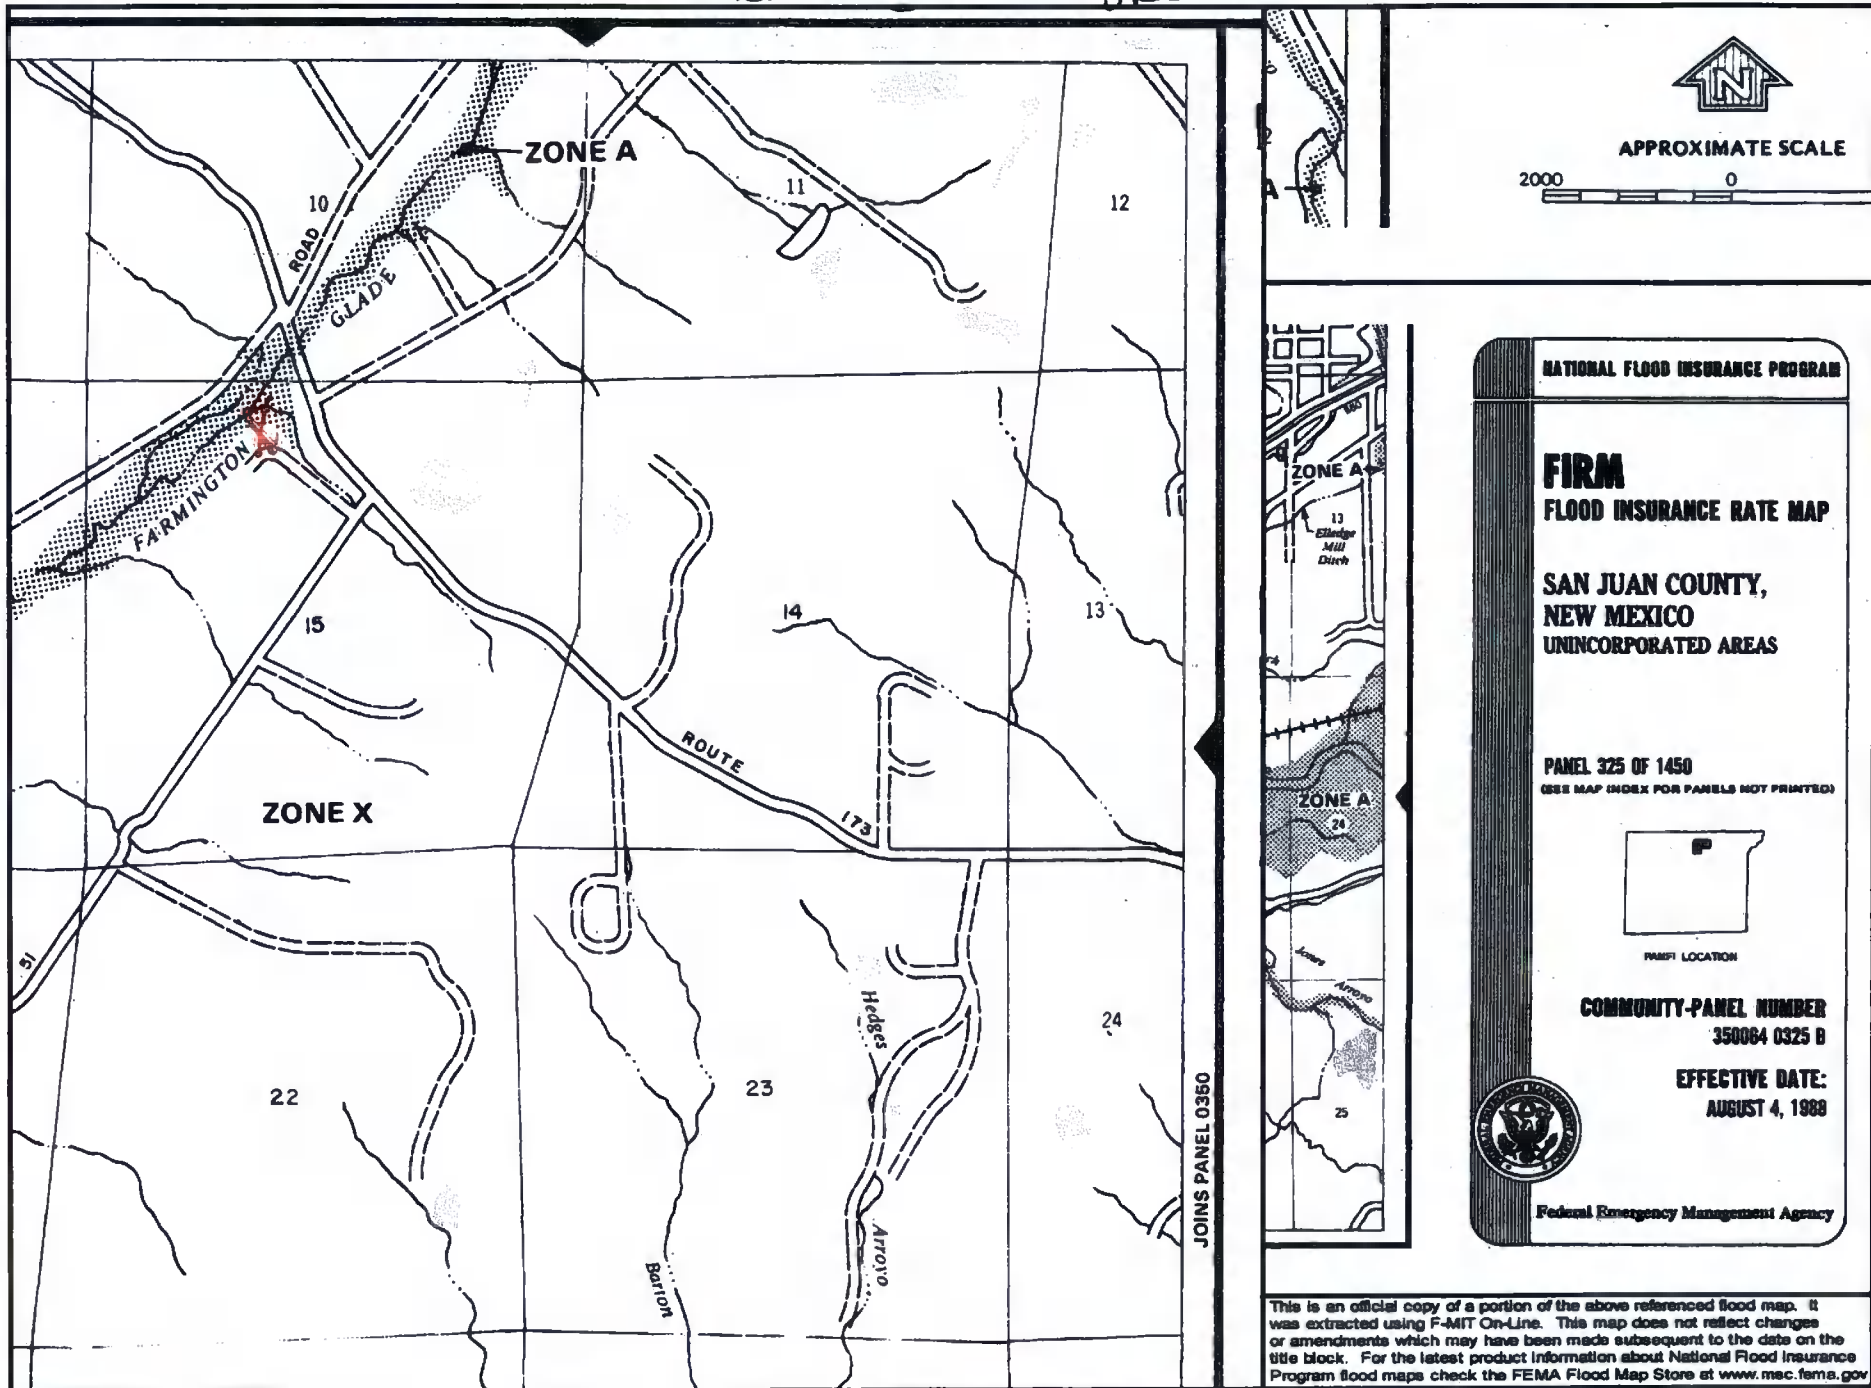 ZONE A
10
11
12
ROAD
GLADE
FARMINGTON
15
14
13
ZONE X
ROUTE
173
51
22
23
24
Hedges
Arroyo
Barton
JOINS PANEL 0350
A
ZONE A
13
Elledge
Mill
Ditch
ZONE A
24
Jones
Arroyo
25
N
APPROXIMATE SCALE
2000 0
NATIONAL FLOOD INSURANCE PROGRAM
FIRM
FLOOD INSURANCE RATE MAP
SAN JUAN COUNTY,
NEW MEXICO
UNINCORPORATED AREAS
PANEL 325 OF 1450
(SEE MAP INDEX FOR PANELS NOT PRINTED)
PANEL LOCATION
COMMUNITY-PANEL NUMBER
350064 0325 B
EFFECTIVE DATE:
AUGUST 4, 1988
Federal Emergency Management Agency
This is an official copy of a portion of the above referenced flood map. It
was extracted using F-MIT On-Line. This map does not reflect changes
or amendments which may have been made subsequent to the date on the
title block. For the latest product information about National Flood Insurance
Program flood maps check the FEMA Flood Map Store at www.msc.fema.gov